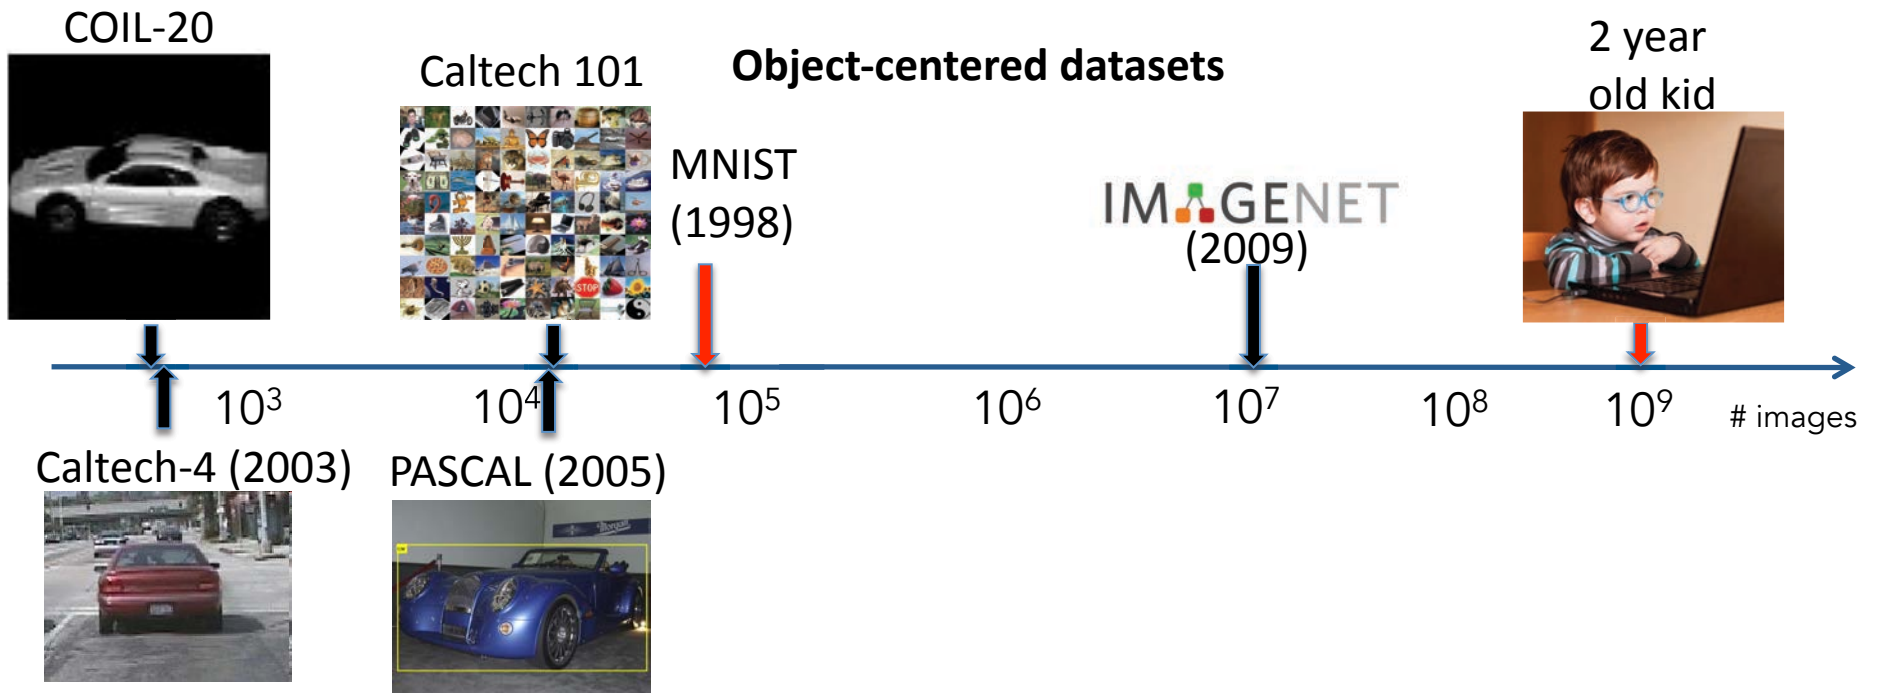 COIL-20
Caltech 101
Object-centered datasets
2 year
old kid
MNIST
(1998)
IMAGENET
(2009)
STOP
10³
10⁴
10⁵
10⁶
10⁷
10⁸
10⁹
# images
Caltech-4 (2003)
PASCAL (2005)